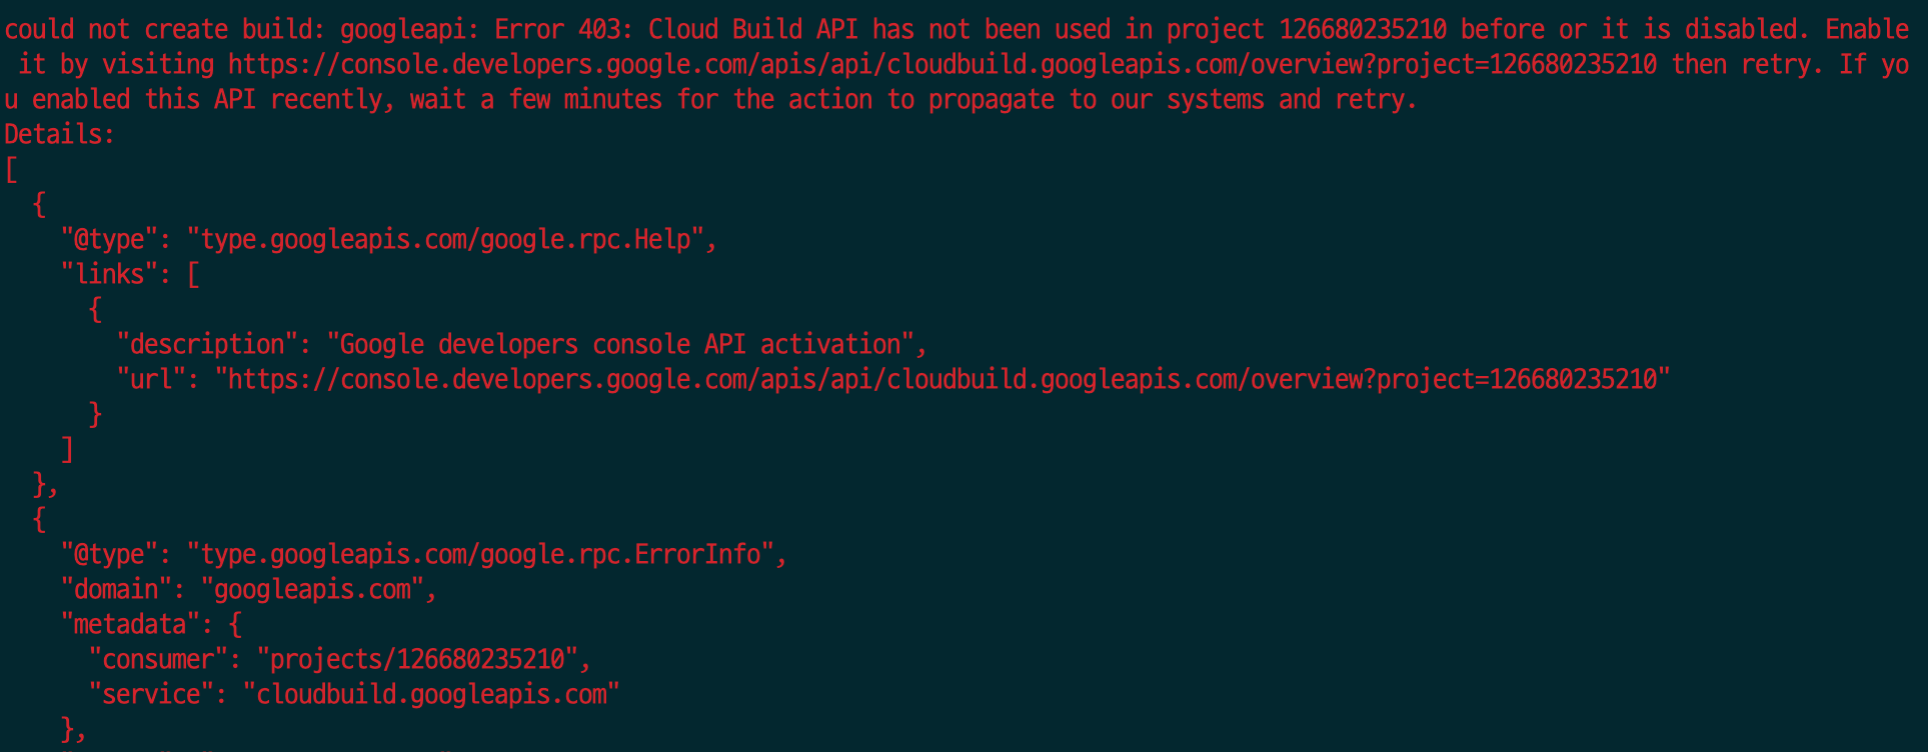 could not create build: googleapi: Error 403: Cloud Build API has not been used in project 126680235210 before or it is disabled. Enable
 it by visiting https://console.developers.google.com/apis/api/cloudbuild.googleapis.com/overview?project=126680235210 then retry. If yo
u enabled this API recently, wait a few minutes for the action to propagate to our systems and retry.
Details:
[
  {
    "@type": "type.googleapis.com/google.rpc.Help",
    "links": [
      {
        "description": "Google developers console API activation",
        "url": "https://console.developers.google.com/apis/api/cloudbuild.googleapis.com/overview?project=126680235210"
      }
    ]
  },
  {
    "@type": "type.googleapis.com/google.rpc.ErrorInfo",
    "domain": "googleapis.com",
    "metadata": {
      "consumer": "projects/126680235210",
      "service": "cloudbuild.googleapis.com"
    },